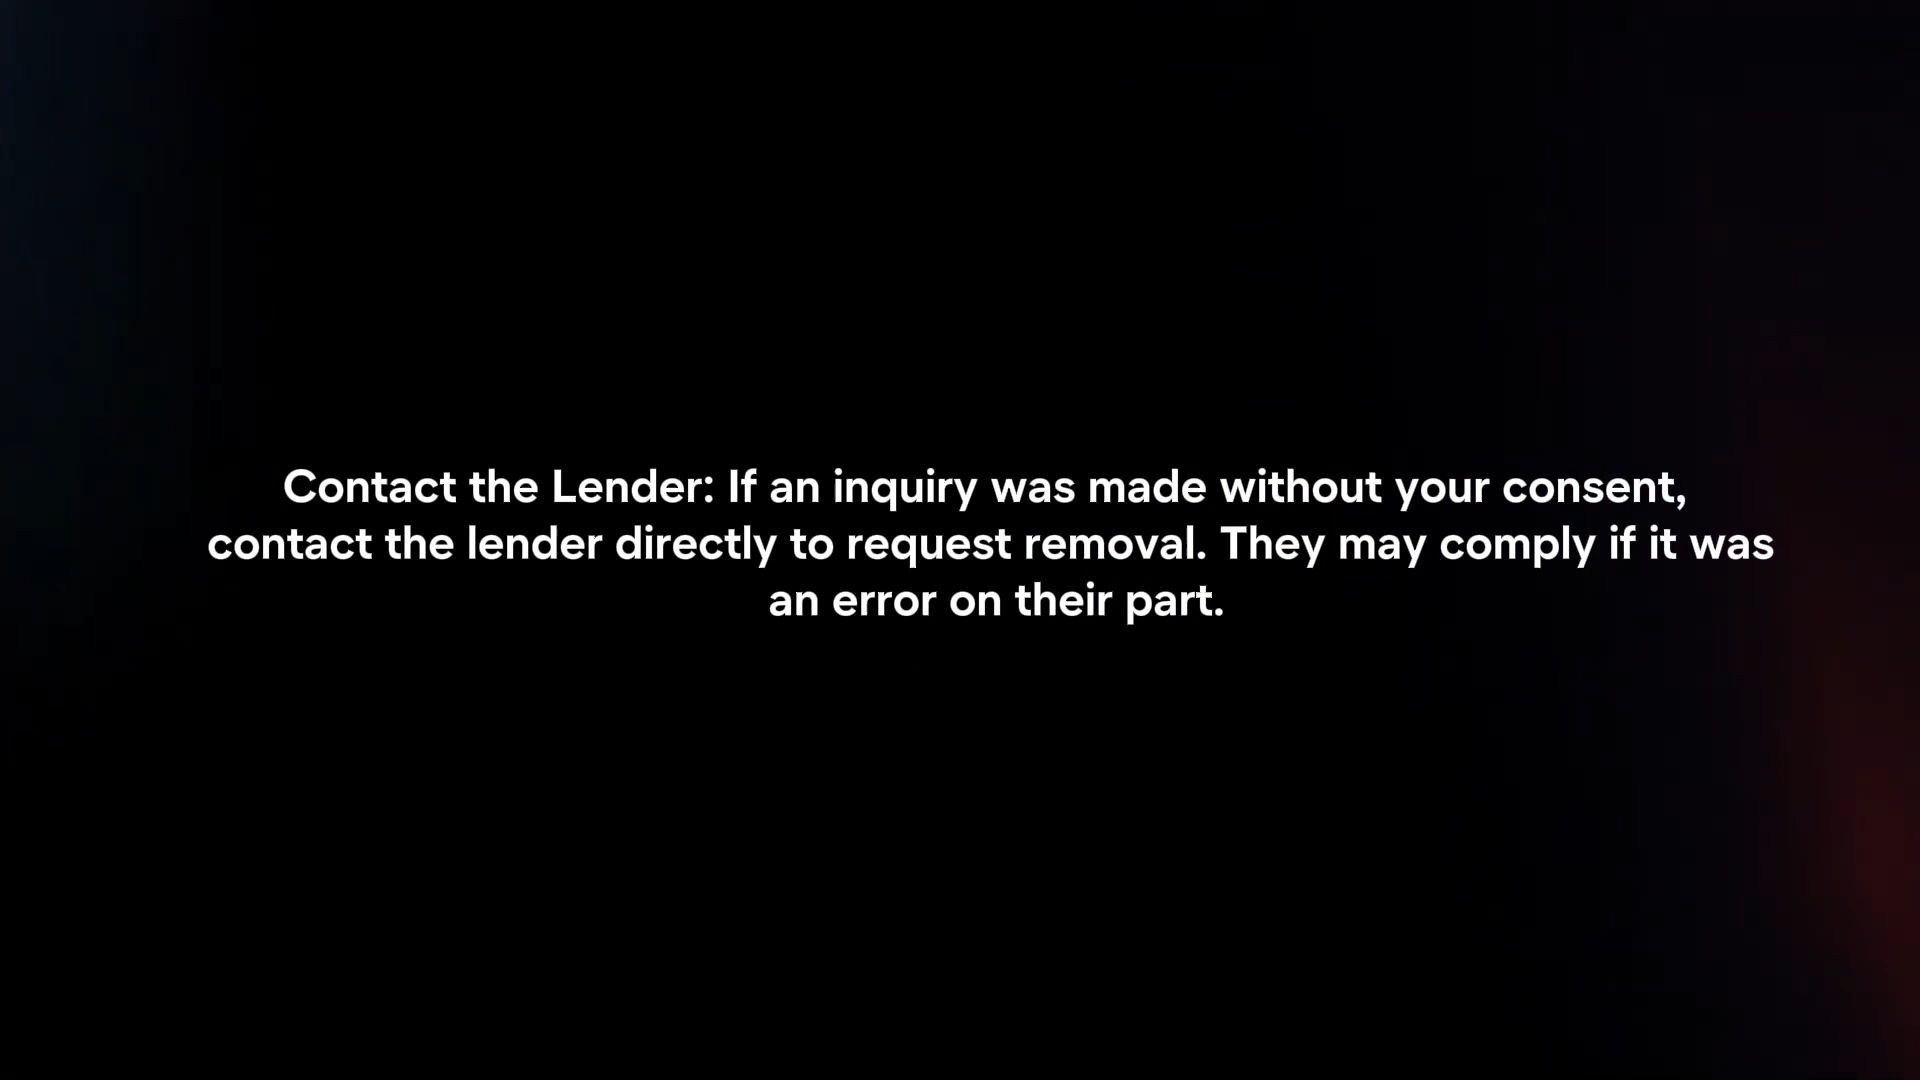 Contact the Lender: If an inquiry was made without your consent,
contact the lender directly to request removal. They may comply if it was
an error on their part.